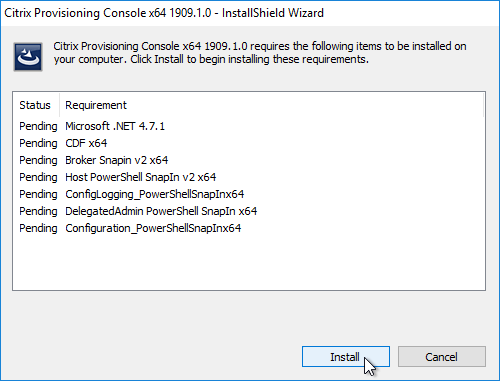 Citrix Provisioning Console x64 1909.1.0 - InstallShield Wizard
Citrix Provisioning Console x64 1909.1.0 requires the following items to be installed on
your computer. Click Install to begin installing these requirements.
Status Requirement
Pending Microsoft .NET 4.7.1
Pending CDF x64
Pending Broker Snapin v2 x64
Pending Host PowerShell SnapIn v2 x64
Pending ConfigLogging_PowerShellSnapInx64
Pending DelegatedAdmin PowerShell SnapIn x64
Pending Configuration_PowerShellSnapInx64
Install Cancel